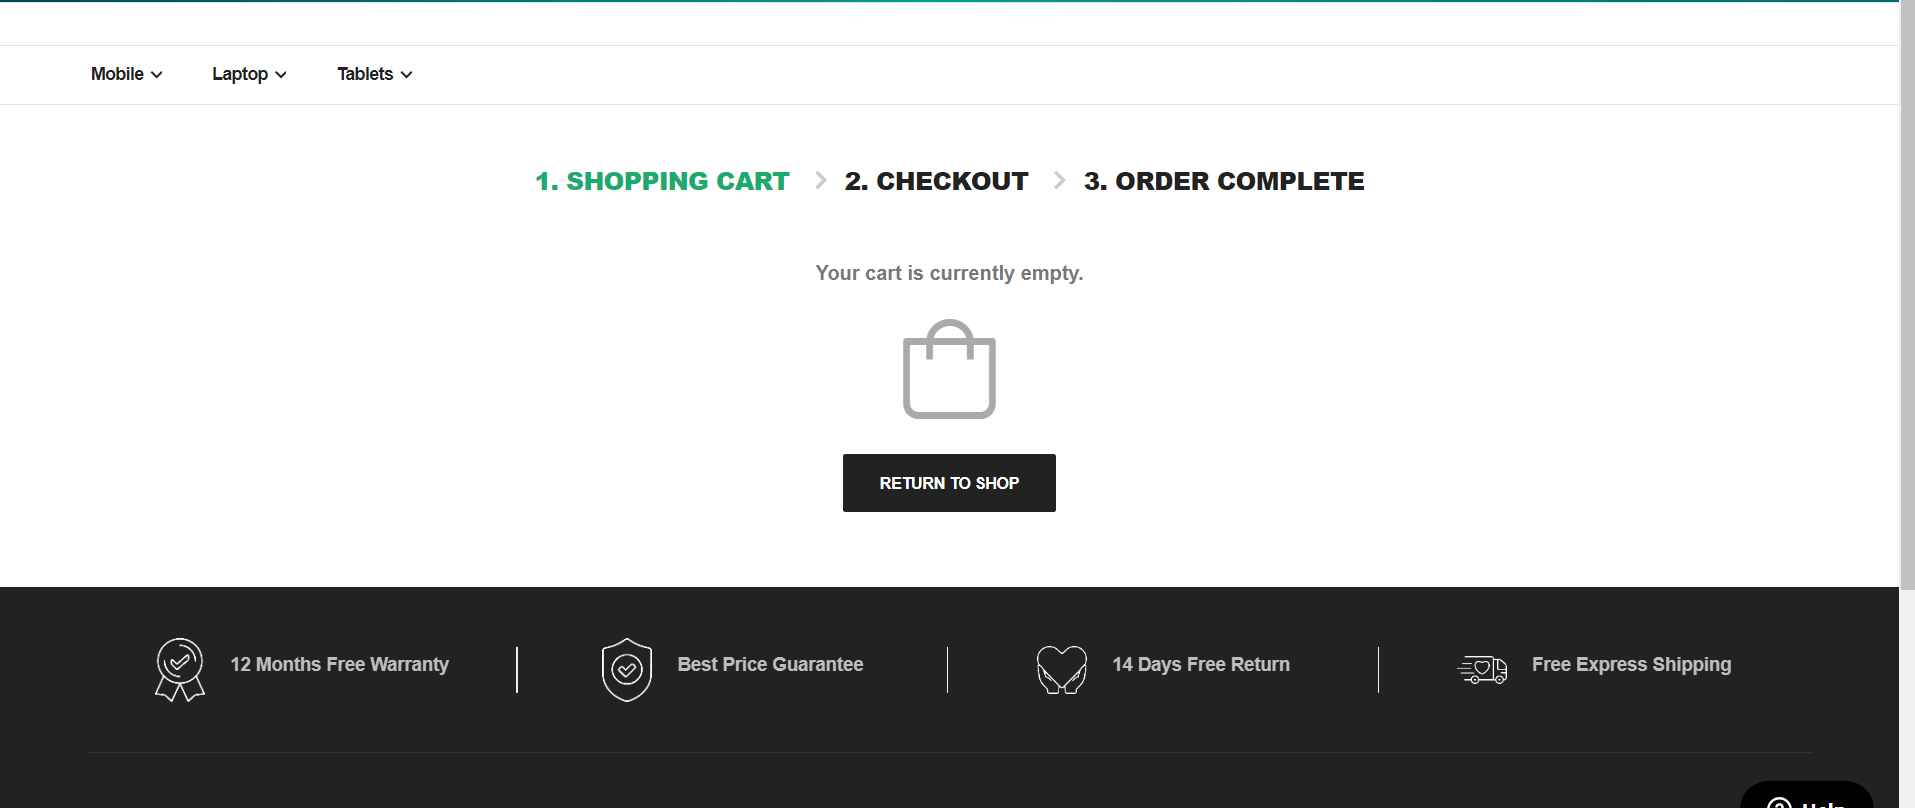 Mobile Laptop Tablets
1. SHOPPING CART 2. CHECKOUT 3. ORDER COMPLETE
Your cart is currently empty.
RETURN TO SHOP
12 Months Free Warranty Best Price Guarantee 14 Days Free Return Free Express Shipping
Help